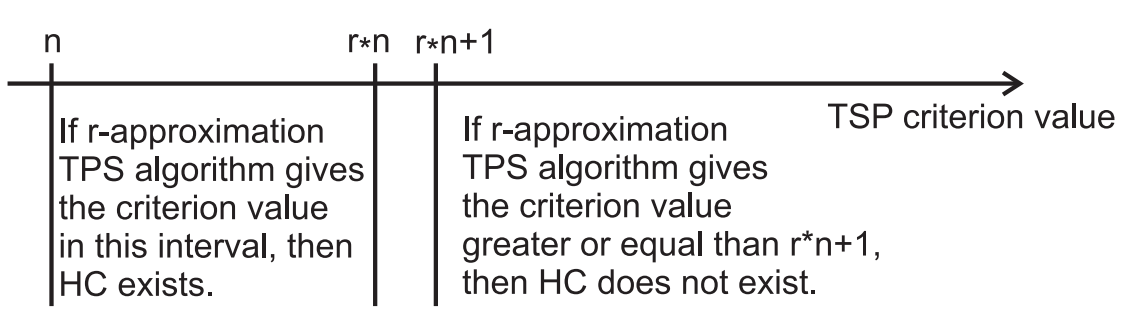 n
r*n
r*n+1
TSP criterion value
If r-approximation
TPS algorithm gives
the criterion value
in this interval, then
HC exists.
If r-approximation
TPS algorithm gives
the criterion value
greater or equal than r*n+1,
then HC does not exist.